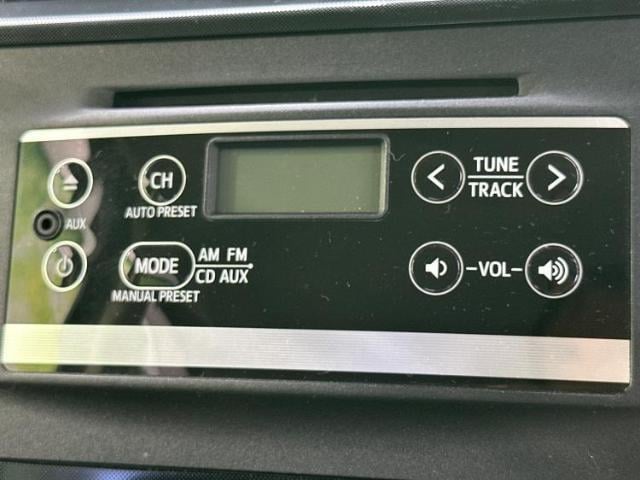 CH
AUTO PRESET
TUNE
TRACK
AUX
MODE
AM FM
CD AUX
MANUAL PRESET
-VOL-